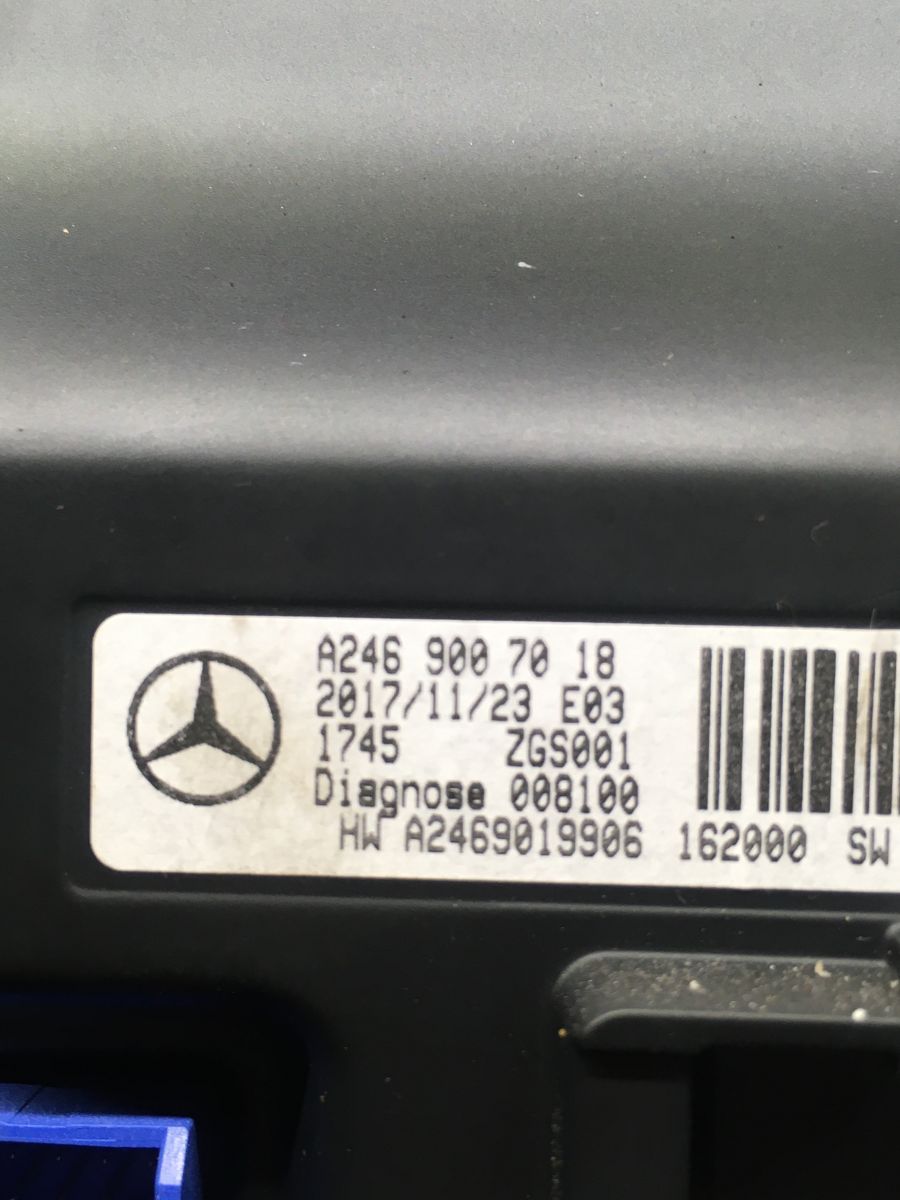 A246 900 70 18
2017/11/23 E03
1745 ZGS001
Diagnose 008100
HW A2469019906 162000 SW